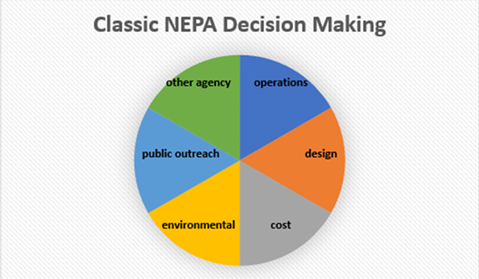 Classic NEPA Decision Making
other agency
operations
public outreach
design
environmental
cost